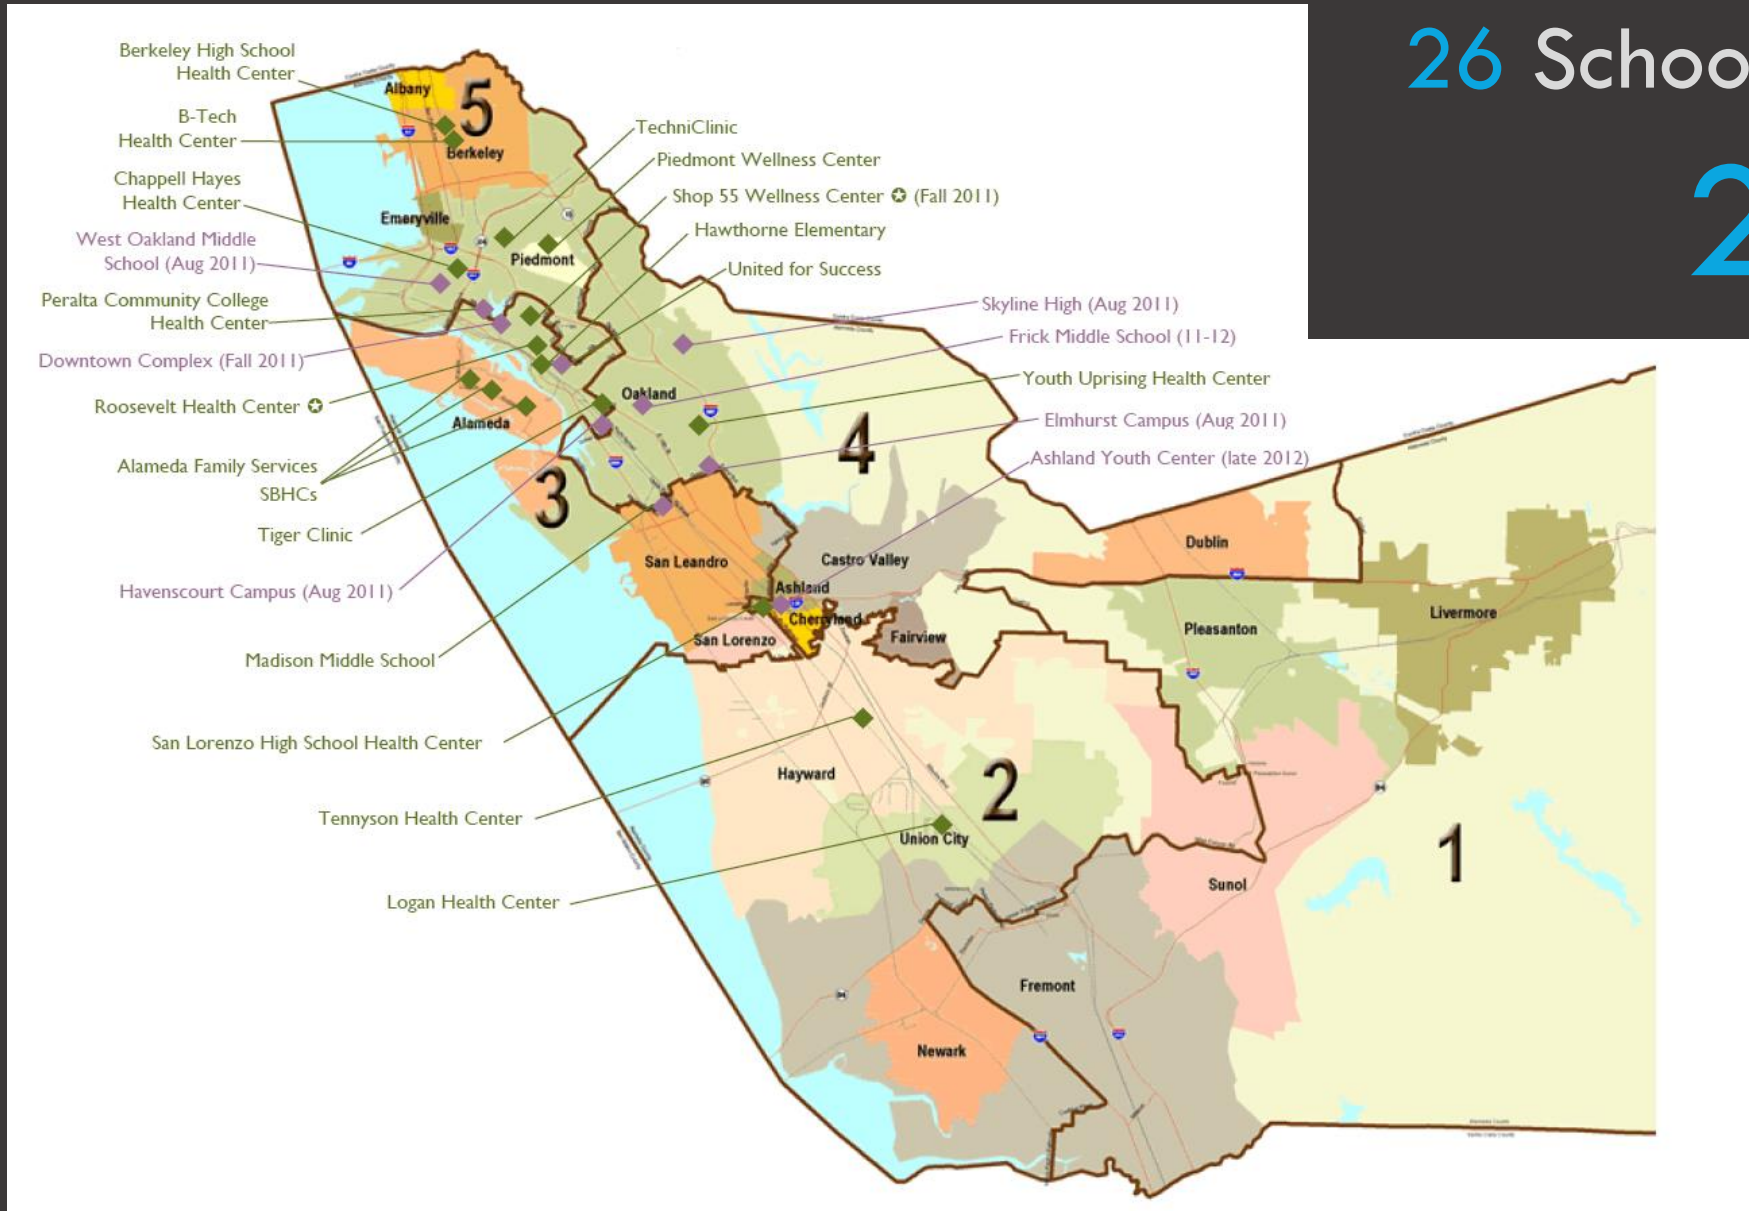 26 Schoo
2
Berkeley High School
Health Center
B-Tech
Health Center
Chappell Hayes
Health Center
West Oakland Middle
School (Aug 2011)
Peralta Community College
Health Center
Downtown Complex (Fall 2011)
Roosevelt Health Center
Alameda Family Services
SBHCs
Tiger Clinic
Havenscourt Campus (Aug 2011)
Madison Middle School
San Lorenzo High School Health Center
Tennyson Health Center
Logan Health Center
TechniClinic
Piedmont Wellness Center
Shop 55 Wellness Center (Fall 2011)
Hawthorne Elementary
United for Success
Skyline High (Aug 2011)
Frick Middle School (11-12)
Youth Uprising Health Center
Elmhurst Campus (Aug 2011)
Ashland Youth Center (late 2012)
Albany
5
Berkeley
Emeryville
Piedmont
Oakland
Alameda
4
3
San Leandro
Castro Valley
Dublin
Ashland
Cherryland
Fairview
San Lorenzo
Pleasanton
Livermore
Hayward
2
Union City
1
Sunol
Fremont
Newark